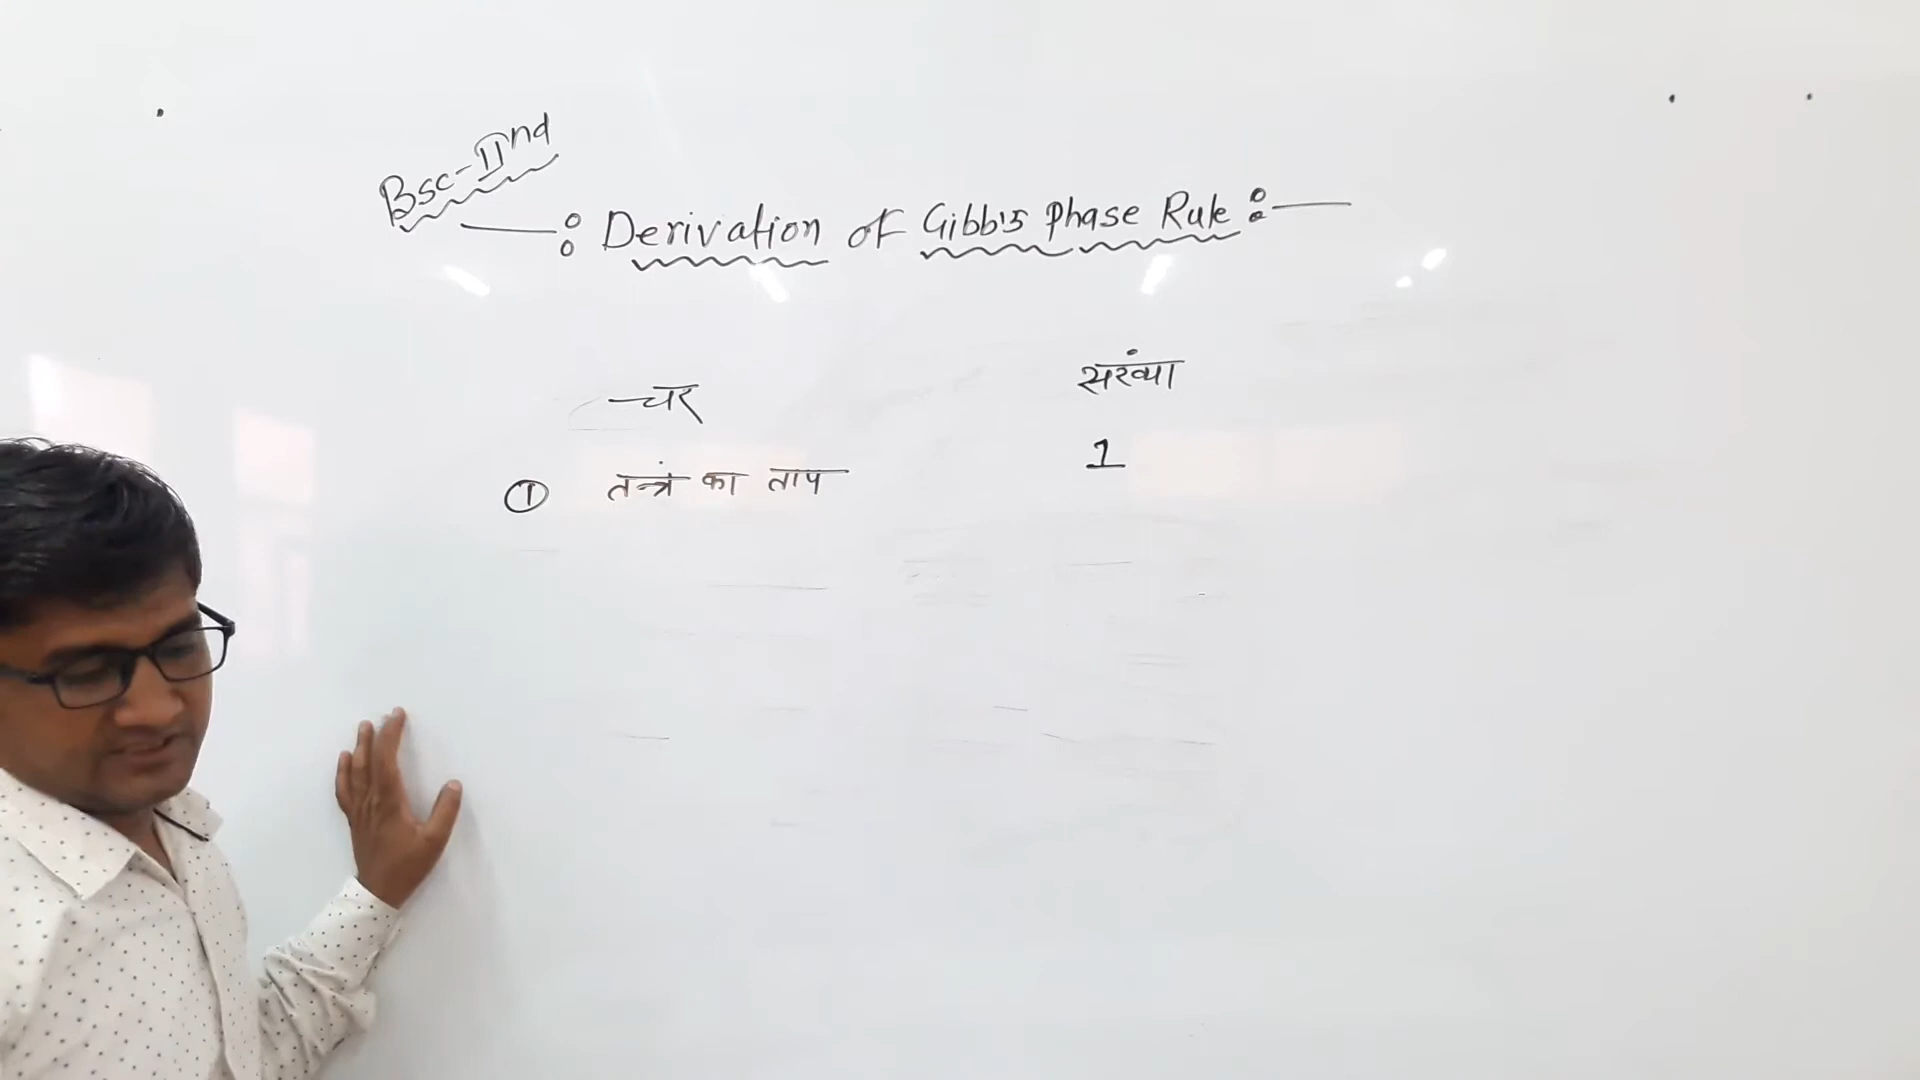 Bsc-IInd
—: Derivation of Gibb's phase Rule :—
चर संख्या
① तन्त्रं का ताप 1